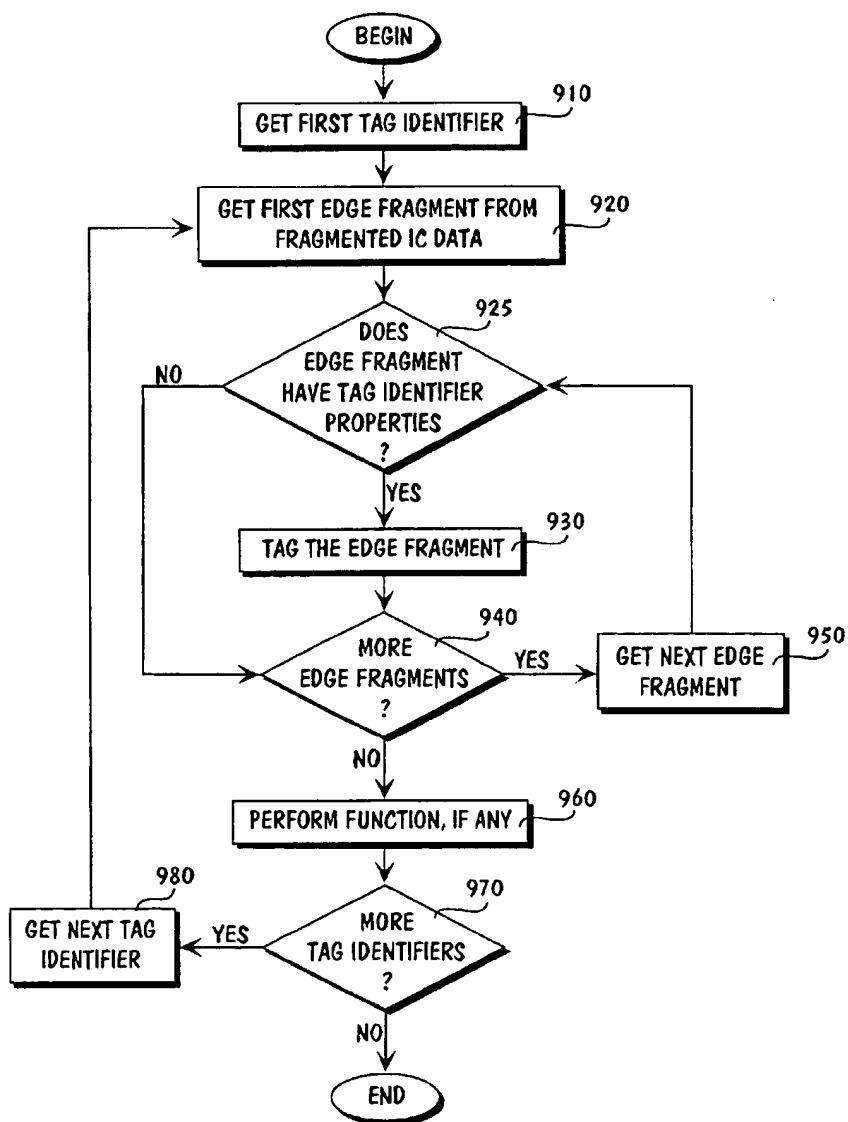 BEGIN
910
GET FIRST TAG IDENTIFIER
GET FIRST EDGE FRAGMENT FROM
FRAGMENTED IC DATA
920
925
DOES
EDGE FRAGMENT
HAVE TAG IDENTIFIER
PROPERTIES
?
NO
YES
930
TAG THE EDGE FRAGMENT
940
MORE
EDGE FRAGMENTS
?
YES
950
GET NEXT EDGE
FRAGMENT
NO
960
PERFORM FUNCTION, IF ANY
970
MORE
TAG IDENTIFIERS
?
YES
980
GET NEXT TAG
IDENTIFIER
NO
END